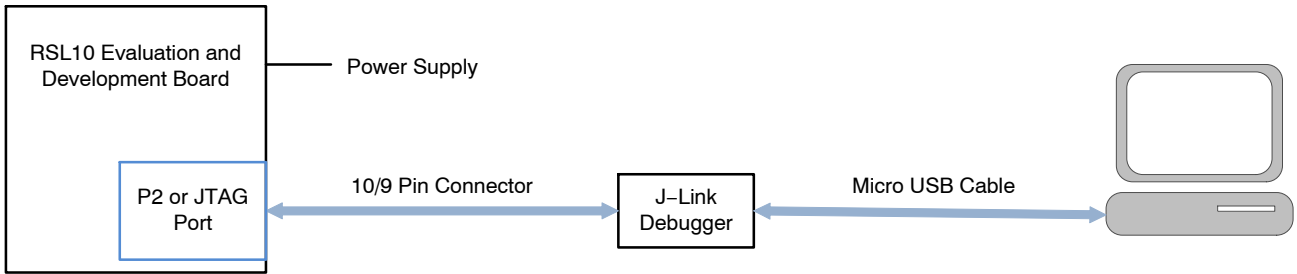 RSL10 Evaluation and
Development Board
Power Supply
P2 or JTAG
Port
10/9 Pin Connector
J−Link
Debugger
Micro USB Cable